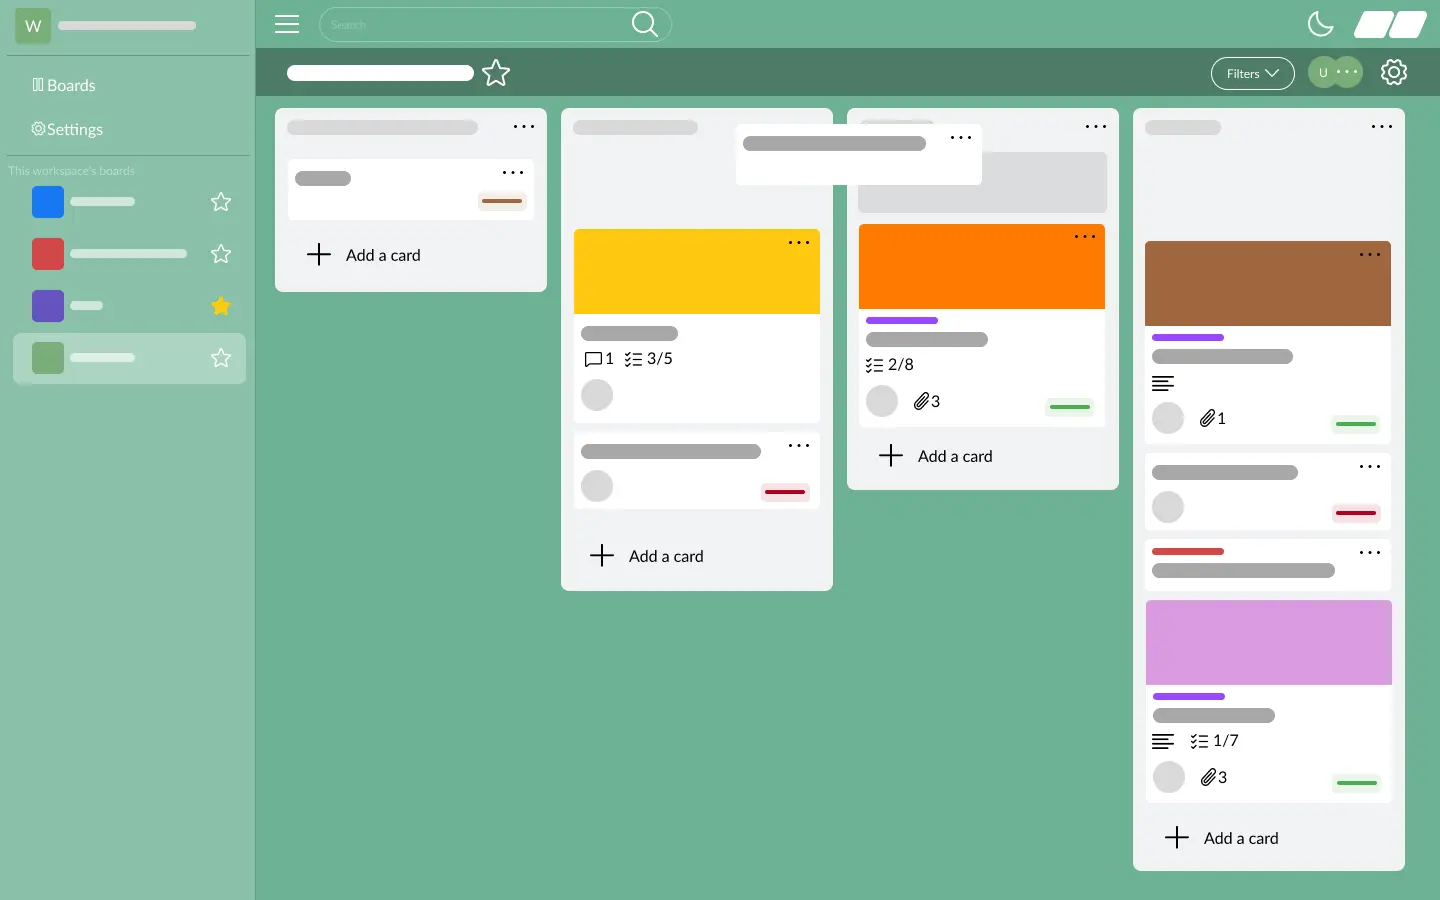 W
Search
Boards
Settings
This workspace's boards
Filters
U
Add a card
1
3/5
Add a card
2/8
3
Add a card
1
1/7
3
Add a card